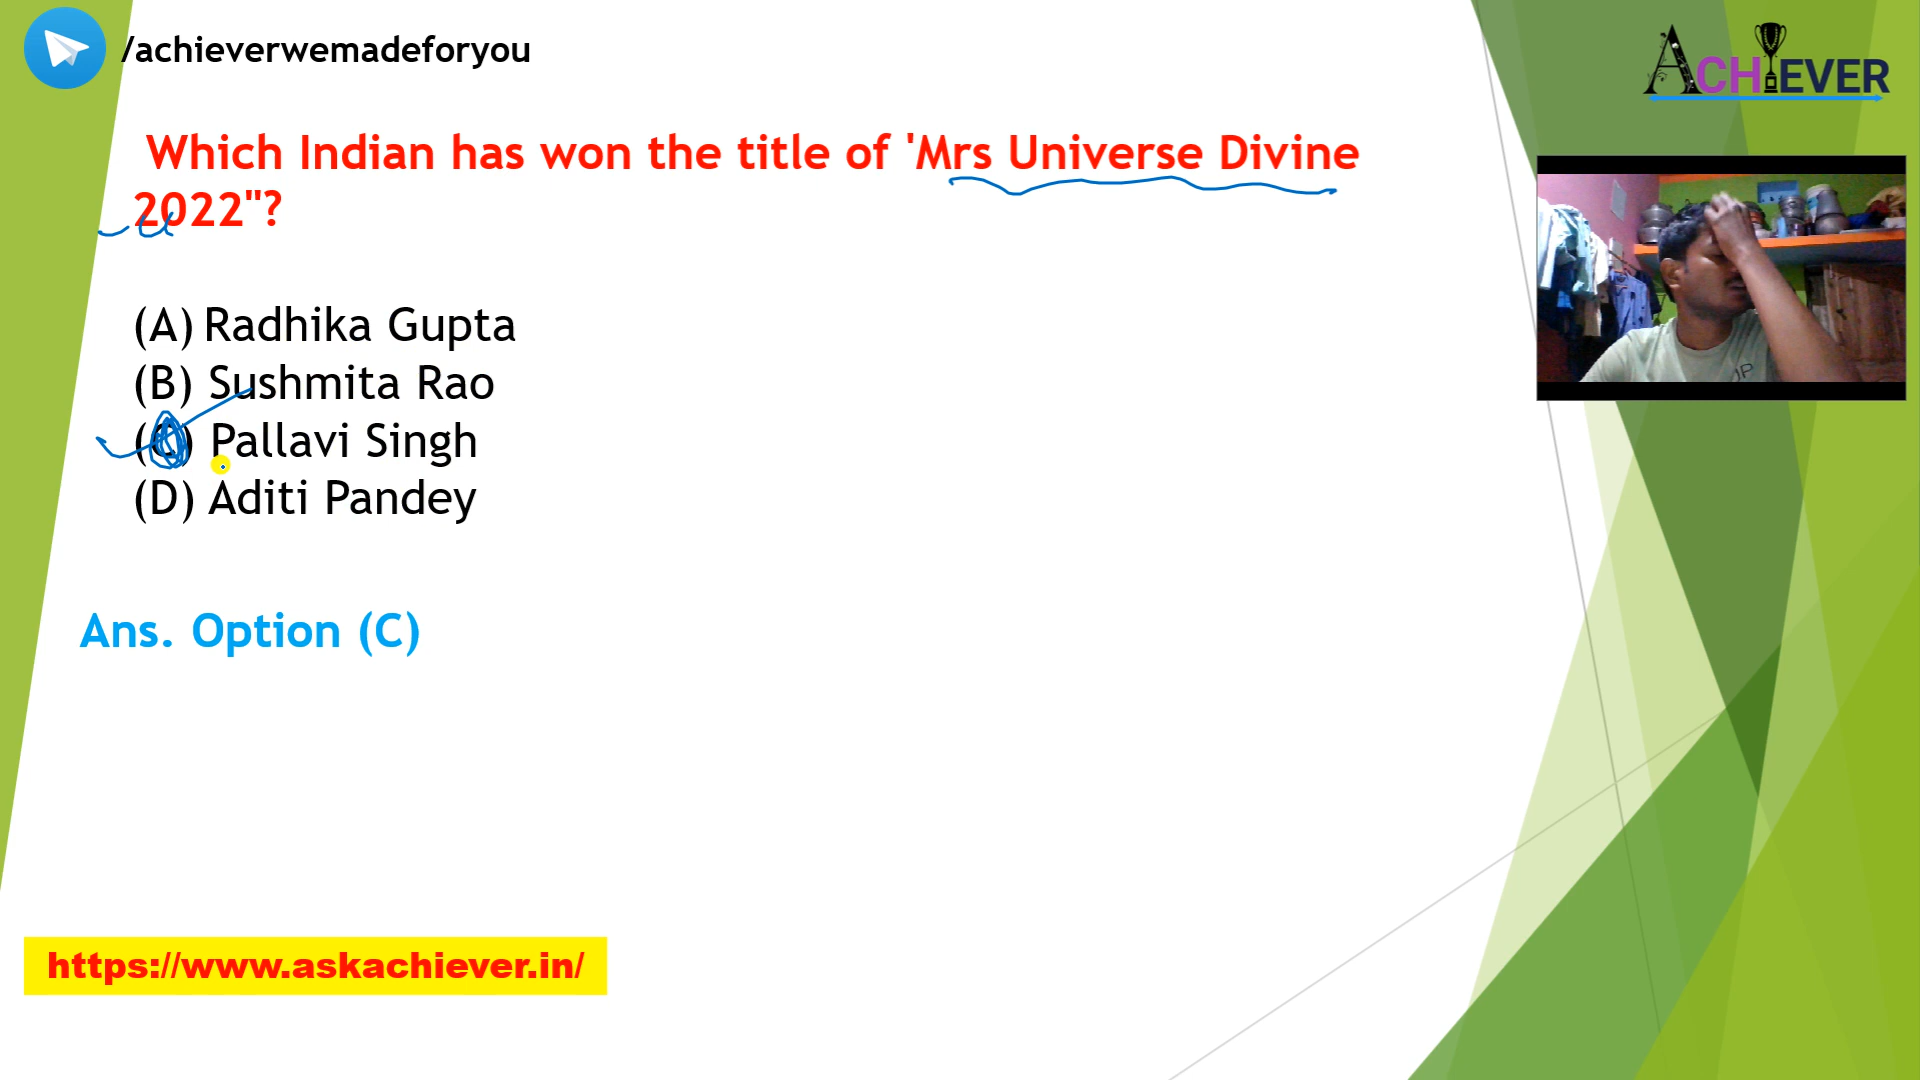 /achieverwemadeforyou
ACHIEVER
Which Indian has won the title of 'Mrs Universe Divine
2022"?
(A) Radhika Gupta
(B) Sushmita Rao
(C) Pallavi Singh
(D) Aditi Pandey
Ans. Option (C)
https://www.askachiever.in/